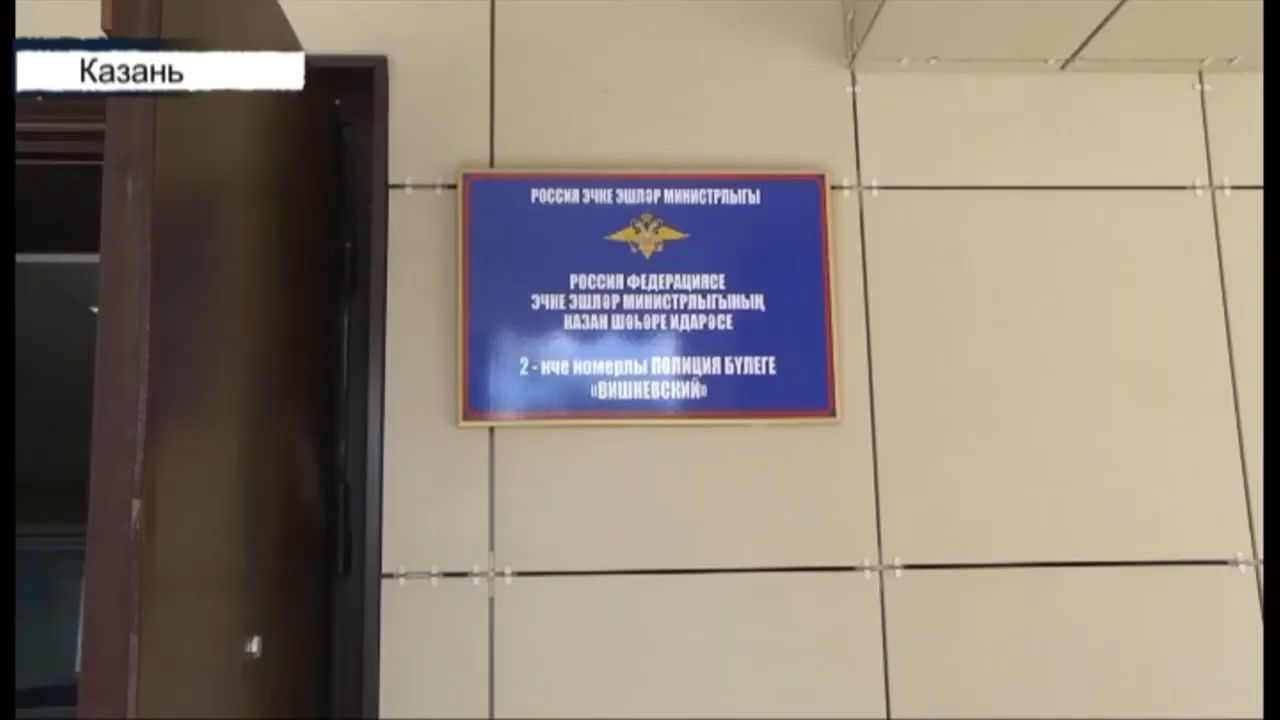 Казань
РОССИЯ ЭЧКЕ ЭШЛӘР МИНИСТРЛЫГЫ
РОССИЯ ФЕДЕРАЦИЯСЕ
ЭЧКЕ ЭШЛӘР МИНИСТРЛЫГЫНЫҢ
КАЗАН ШӘҺӘРЕ ИДАРӘСЕ
2 - нче номерлы ПОЛИЦИЯ БҮЛЕГЕ
«ВИШНЕВСКИЙ»